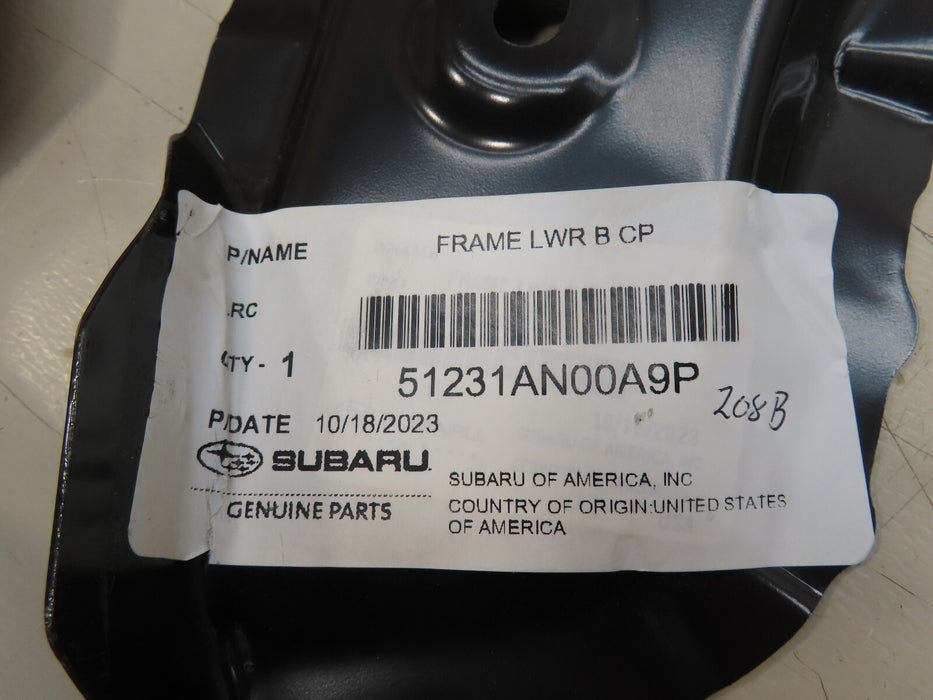 P/NAME FRAME LWR B CP
.RC
QTY - 1
51231AN00A9P
208B
P/DATE 10/18/2023
SUBARU.
GENUINE PARTS
SUBARU OF AMERICA, INC
COUNTRY OF ORIGIN:UNITED STATES
OF AMERICA